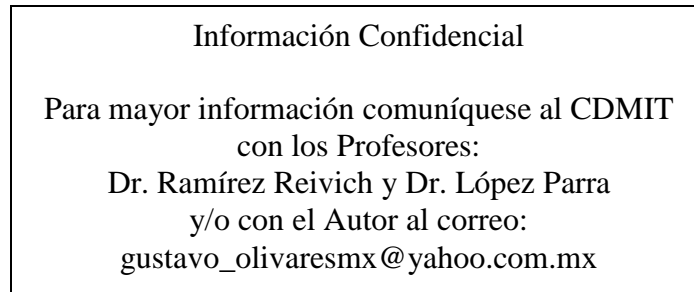 Información Confidencial
Para mayor información comuníquese al CDMIT
con los Profesores:
Dr. Ramírez Reivich y Dr. López Parra
y/o con el Autor al correo:
gustavo_olivaresmx@yahoo.com.mx